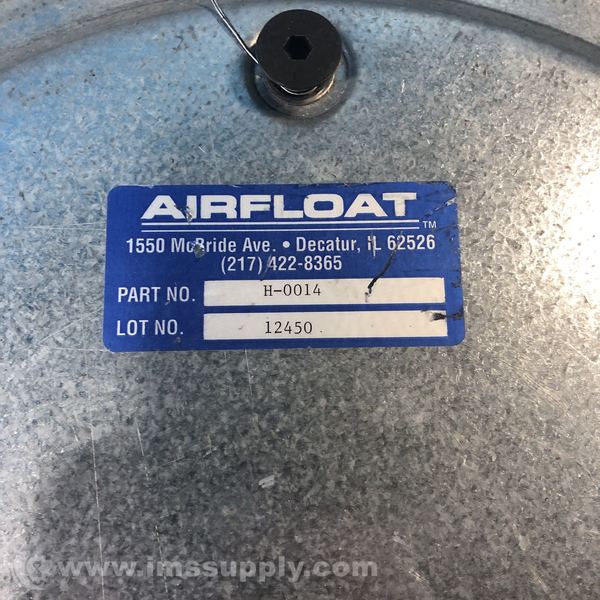 AIRFLOAT™
1550 McBride Ave. • Decatur, IL 62526
(217) 422-8365
PART NO. H-0014
LOT NO. 12450
www.imssupply.com